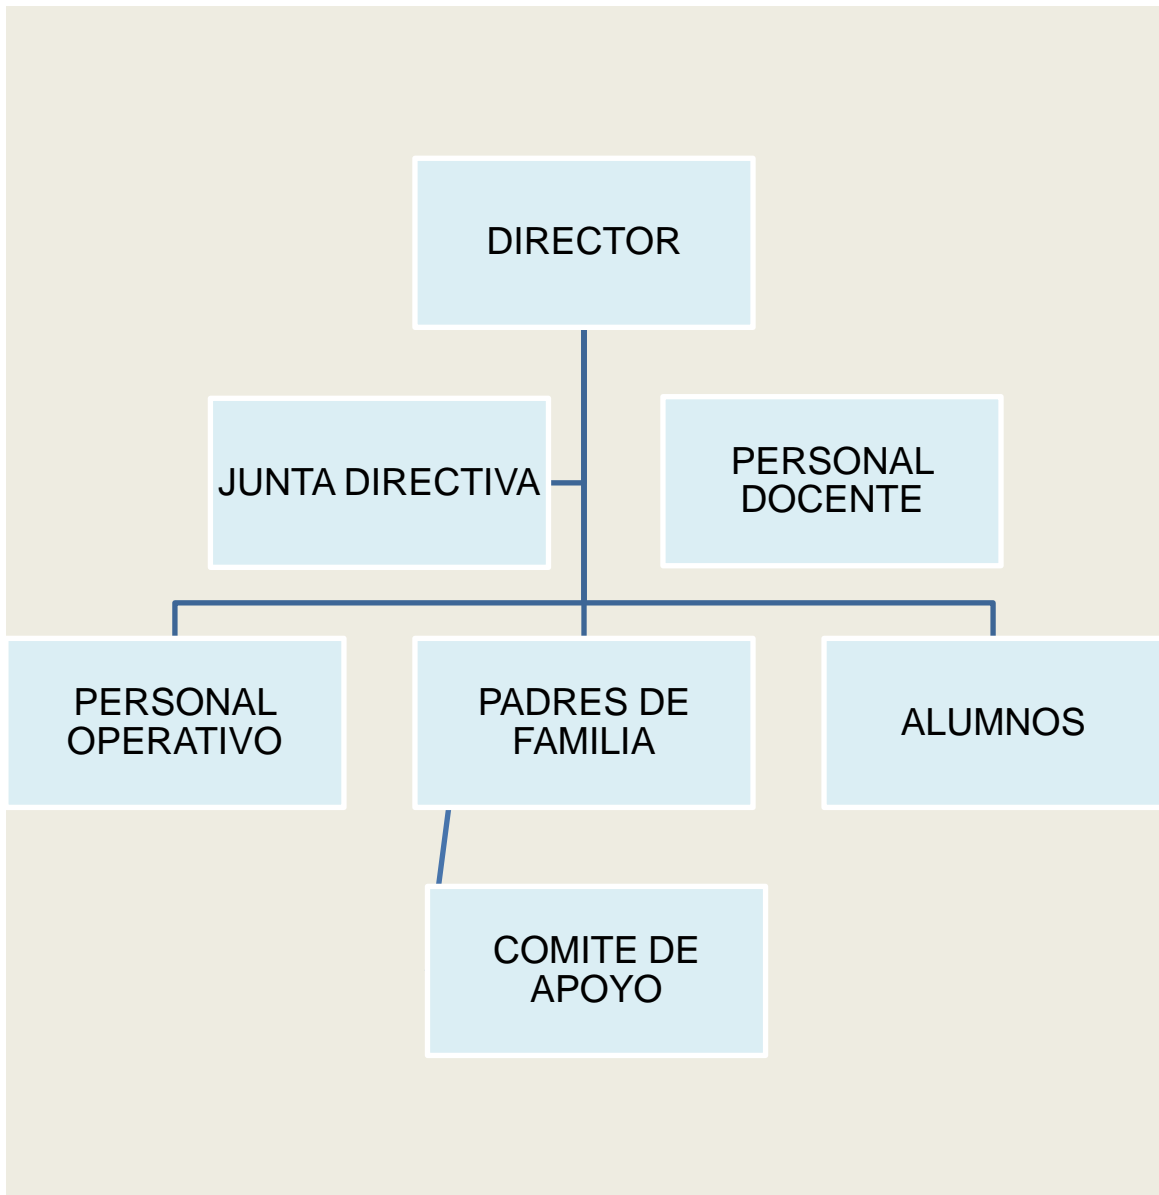 DIRECTOR
JUNTA DIRECTIVA
PERSONAL
DOCENTE
PERSONAL
OPERATIVO
PADRES DE
FAMILIA
ALUMNOS
COMITE DE
APOYO